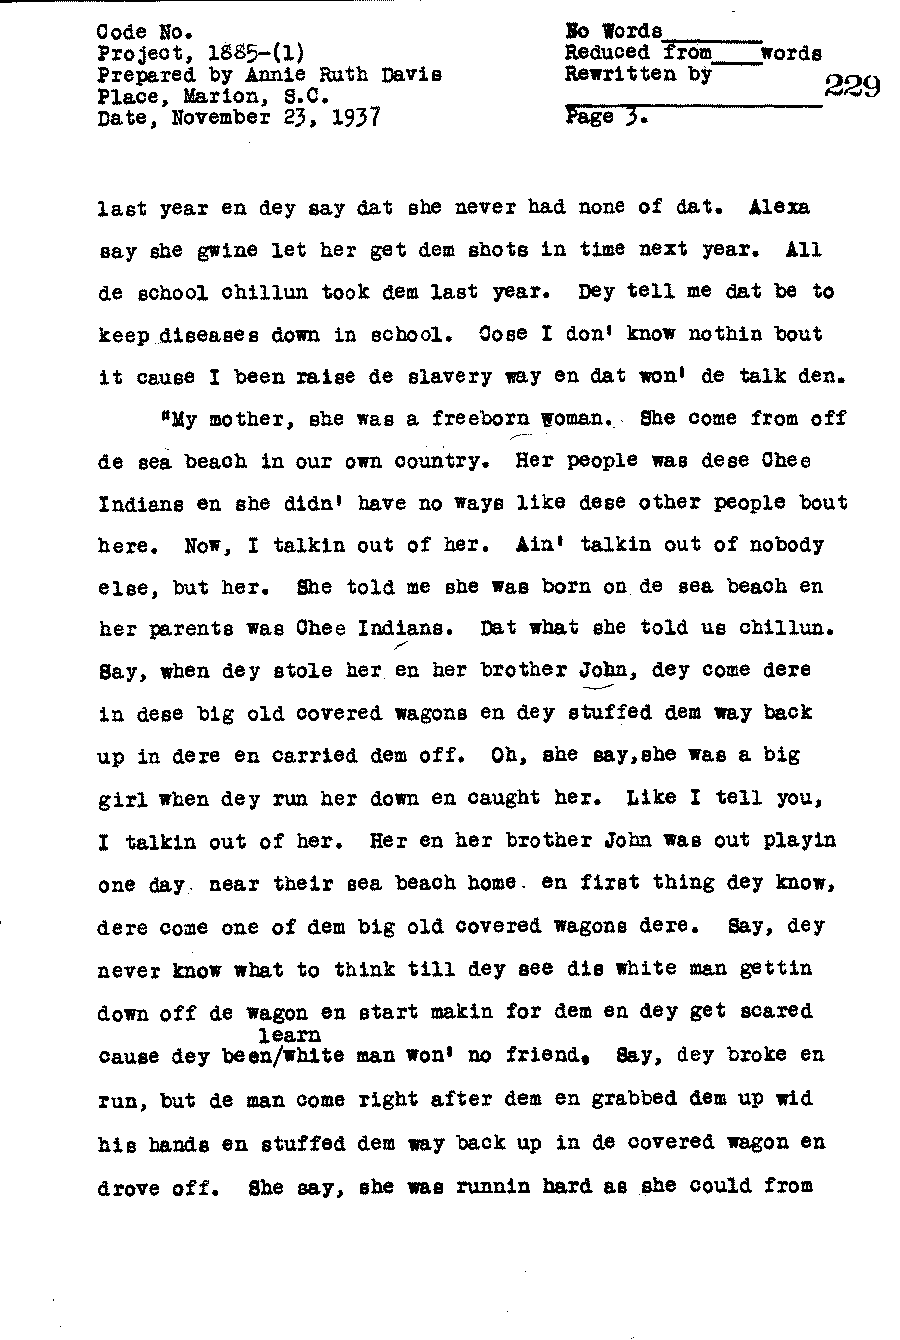 Code No.
Project, 1885-(1)
Prepared by Annie Ruth Davis
Place, Marion, S.C.
Date, November 23, 1937
No Words________
Reduced from____words
Rewritten by
229
Page 3.
last year en dey say dat she never had none of dat. Alexa
say she gwine let her get dem shots in time next year. All
de school chillun took dem last year. Dey tell me dat be to
keep diseases down in school. Cose I don' know nothin bout
it cause I been raise de slavery way en dat won' de talk den.
"My mother, she was a freeborn woman. She come from off
de sea beach in our own country. Her people was dese Chee
Indians en she didn' have no ways like dese other people bout
here. Now, I talkin out of her. Ain' talkin out of nobody
else, but her. She told me she was born on de sea beach en
her parents was Chee Indians. Dat what she told us chillun.
Say, when dey stole her en her brother John, dey come dere
in dese big old covered wagons en dey stuffed dem way back
up in dere en carried dem off. Oh, she say,she was a big
girl when dey run her down en caught her. Like I tell you,
I talkin out of her. Her en her brother John was out playin
one day near their sea beach home en first thing dey know,
dere come one of dem big old covered wagons dere. Say, dey
never know what to think till dey see dis white man gettin
down off de wagon en start makin for dem en dey get scared
learn
cause dey been/white man won' no friend, Say, dey broke en
run, but de man come right after dem en grabbed dem up wid
his hands en stuffed dem way back up in de covered wagon en
drove off. She say, she was runnin hard as she could from